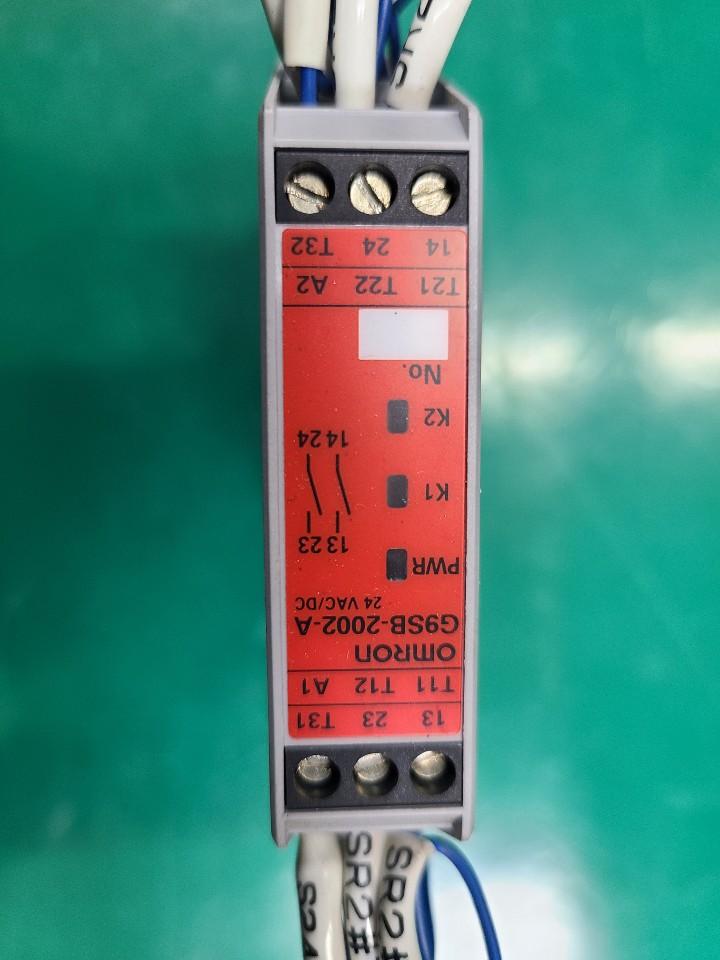 13 23 T31
T11 T12 A1
OMRON
G9SB-2002-A
24 VAC/DC
PWR
13 23
K1
14 24
K2
No.
T21 T22 A2
14 24 T32
SR2#
SR2#